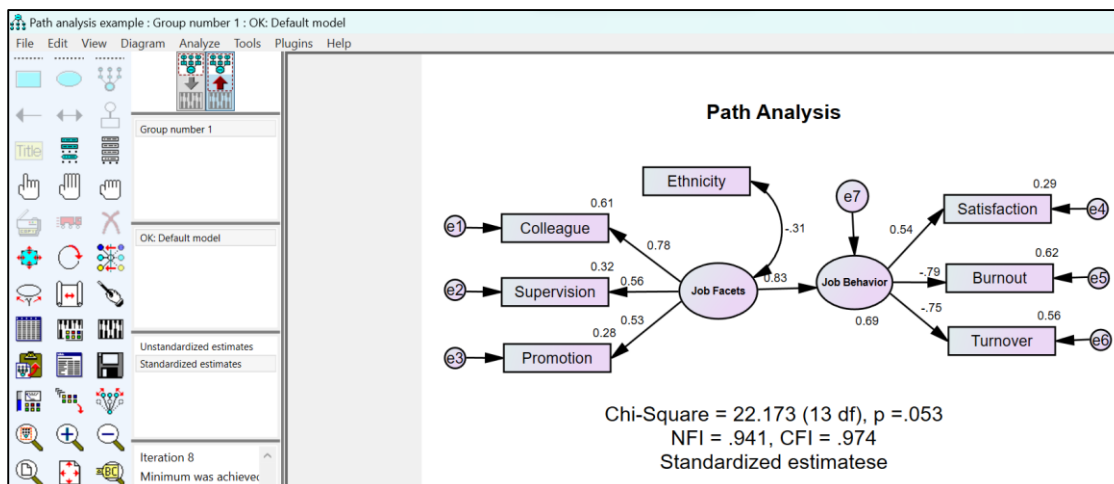 Path analysis example : Group number 1 : OK: Default model
File Edit View Diagram Analyze Tools Plugins Help
Title
Group number 1
OK: Default model
Unstandardized estimates
Standardized estimates
Iteration 8
Minimum was achieved
Path Analysis
Ethnicity
e7
0.61
0.29
e1
Colleague
Satisfaction
e4
0.78
-.31
0.54
0.32
0.62
e2
Supervision
0.56
Job Facets
0.83
Job Behavior
-.79
Burnout
e5
0.53
0.69
-.75
0.28
0.56
e3
Promotion
Turnover
e6
Chi-Square = 22.173 (13 df), p =.053
NFI = .941, CFI = .974
Standardized estimatese